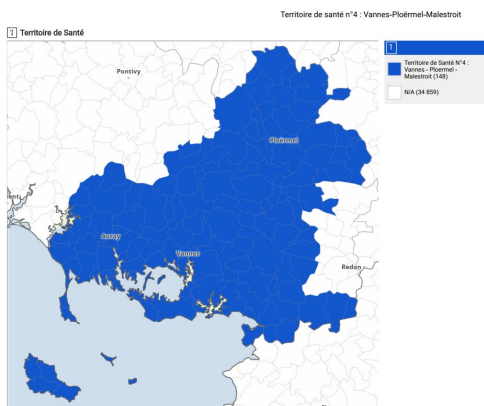 Territoire de santé n°4 : Vannes-Ploërmel-Malestroit
1 Territoire de Santé
1
Territoire de Santé N°4 :
Vannes - Ploermel -
Malestroit (148)
N/A (34 859)
Pontivy
Ploërmel
Auray
Vannes
Redon